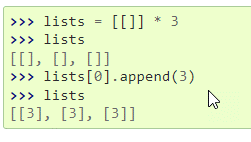 >>> lists = [[]] * 3
>>> lists
[[], [], []]
>>> lists[0].append(3)
>>> lists
[[3], [3], [3]]